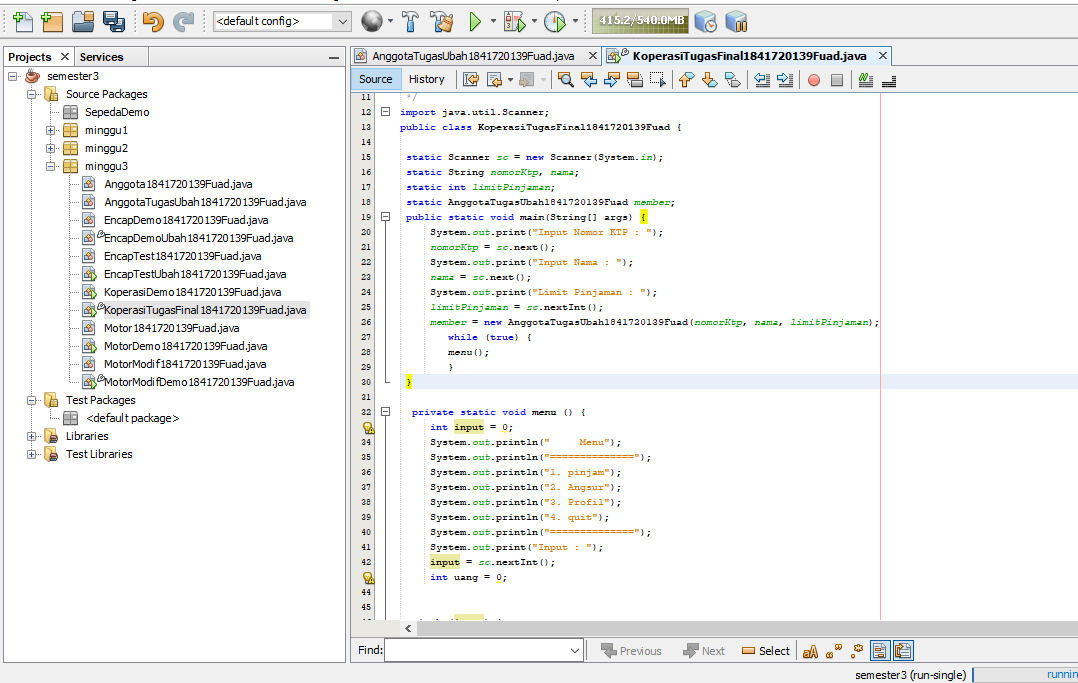 <default config>
415.2/540.0MB
Projects
Services
semester3
Source Packages
SepedaDemo
minggu1
minggu2
minggu3
Anggota1841720139Fuad.java
AnggotaTugasUbah1841720139Fuad.java
EncapDemo1841720139Fuad.java
EncapDemoUbah1841720139Fuad.java
EncapTest1841720139Fuad.java
EncapTestUbah1841720139Fuad.java
KoperasiDemo1841720139Fuad.java
KoperasiTugasFinal1841720139Fuad.java
Motor1841720139Fuad.java
MotorDemo1841720139Fuad.java
MotorModif1841720139Fuad.java
MotorModifDemo1841720139Fuad.java
Test Packages
<default package>
Libraries
Test Libraries
AnggotaTugasUbah1841720139Fuad.java
KoperasiTugasFinal1841720139Fuad.java
Source History
11 */
12 import java.util.Scanner;
13 public class KoperasiTugasFinal1841720139Fuad {
14
15 static Scanner sc = new Scanner(System.in);
16 static String nomorKtp, nama;
17 static int limitPinjaman;
18 static AnggotaTugasUbah1841720139Fuad member;
19 public static void main(String[] args) {
20 System.out.print("Input Nomor KTP : ");
21 nomorKtp = sc.next();
22 System.out.print("Input Nama : ");
23 nama = sc.next();
24 System.out.print("Limit Pinjaman : ");
25 limitPinjaman = sc.nextInt();
26 member = new AnggotaTugasUbah1841720139Fuad(nomorKtp, nama, limitPinjaman);
27 while (true) {
28 menu();
29 }
30 }
31
32 private static void menu () {
int input = 0;
34 System.out.println("     Menu");
35 System.out.println("==============");
36 System.out.println("1. pinjam");
37 System.out.println("2. Angsur");
38 System.out.println("3. Profil");
39 System.out.println("4. quit");
40 System.out.println("==============");
41 System.out.print("Input : ");
42 input = sc.nextInt();
int uang = 0;
44
45
Find:
Previous
Next
Select
semester3 (run-single)
runnin